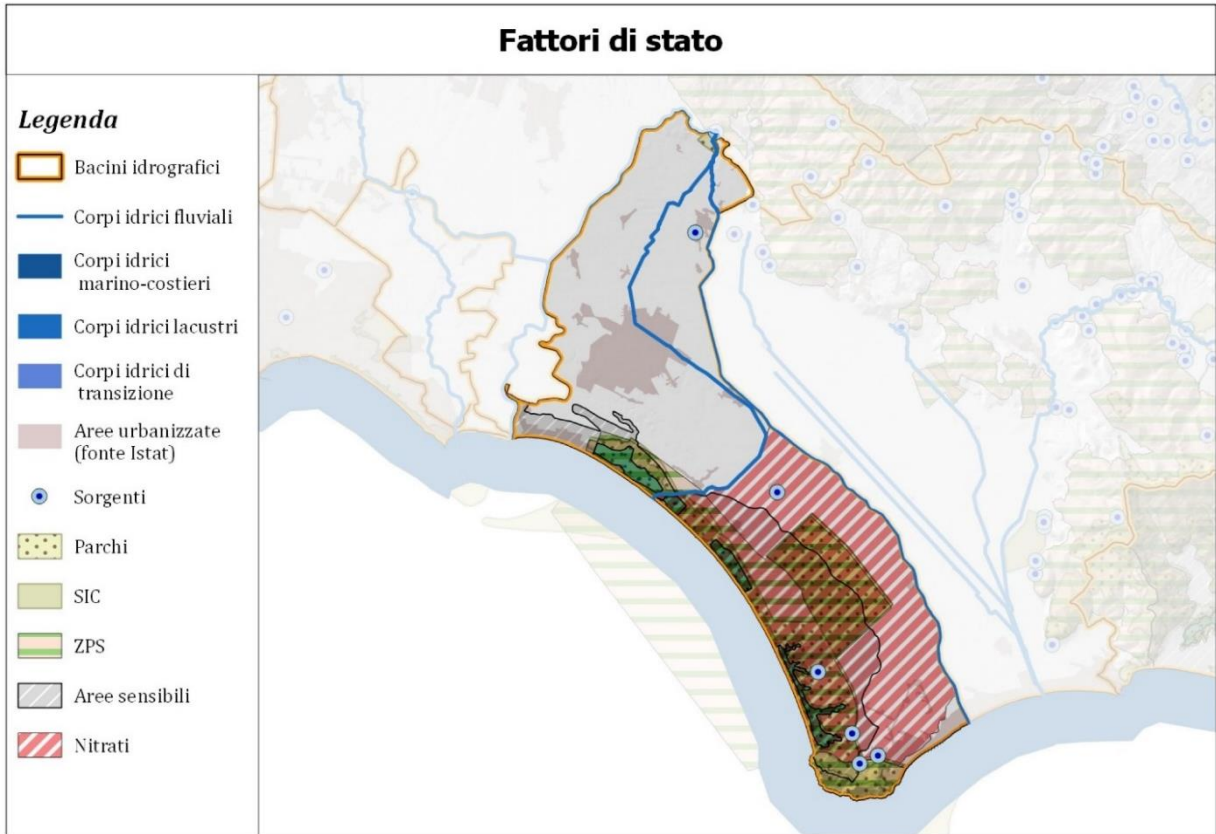 Fattori di stato
Legenda
Bacini idrografici
Corpi idrici fluviali
Corpi idrici
marino-costieri
Corpi idrici lacustri
Corpi idrici di
transizione
Aree urbanizzate
(fonte Istat)
Sorgenti
Parchi
SIC
ZPS
Aree sensibili
Nitrati